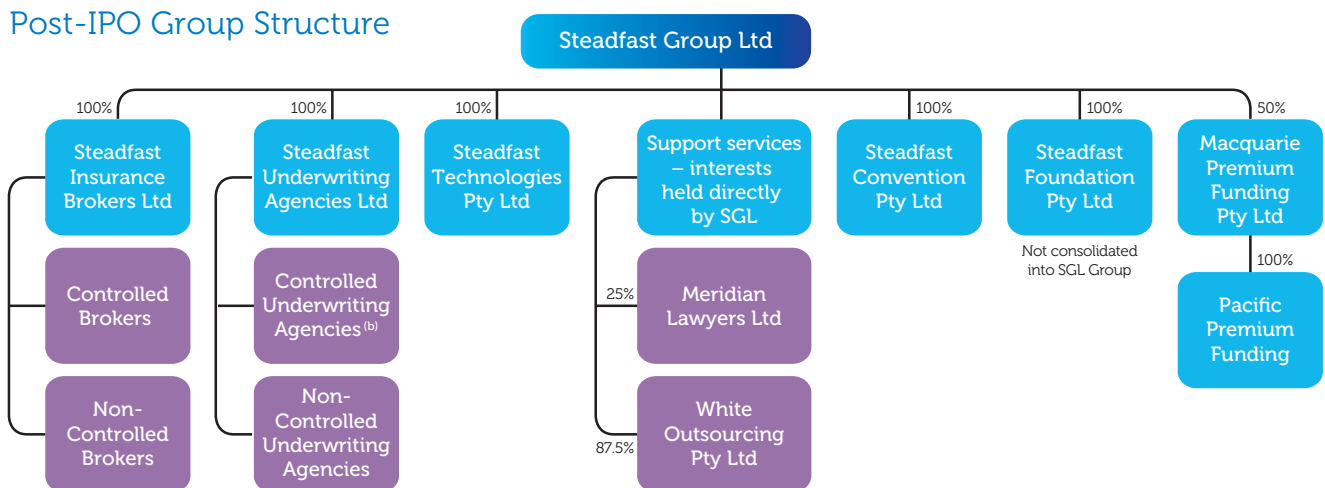 Post-IPO Group Structure
Steadfast Group Ltd
100%
100%
100%
100%
100%
50%
Steadfast
Insurance
Brokers Ltd
Steadfast
Underwriting
Agencies Ltd
Steadfast
Technologies
Pty Ltd
Support services
– interests
held directly
by SGL
Steadfast
Convention
Pty Ltd
Steadfast
Foundation
Pty Ltd
Macquarie
Premium
Funding
Pty Ltd
Not consolidated
into SGL Group
100%
Controlled
Brokers
Controlled
Underwriting
Agencies (b)
25%
Meridian
Lawyers Ltd
Pacific
Premium
Funding
Non-
Controlled
Brokers
Non-
Controlled
Underwriting
Agencies
87.5%
White
Outsourcing
Pty Ltd